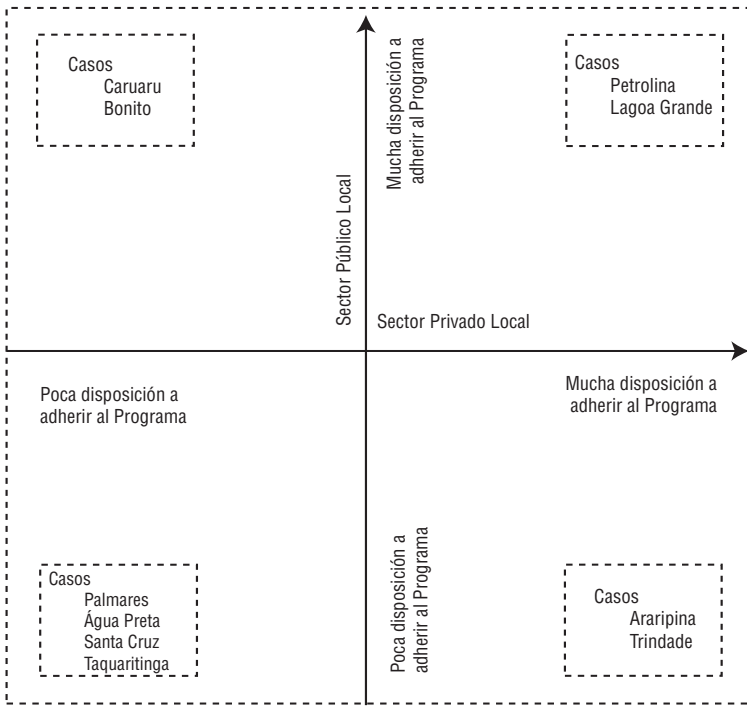 Casos
Caruaru
Bonito
Sector Público Local
Mucha disposición a
adherir al Programa
Casos
Petrolina
Lagoa Grande
Sector Privado Local
Poca disposición a
adherir al Programa
Mucha disposición a
adherir al Programa
Casos
Palmares
Água Preta
Santa Cruz
Taquaritinga
Poca disposición a
adherir al Programa
Casos
Araripina
Trindade